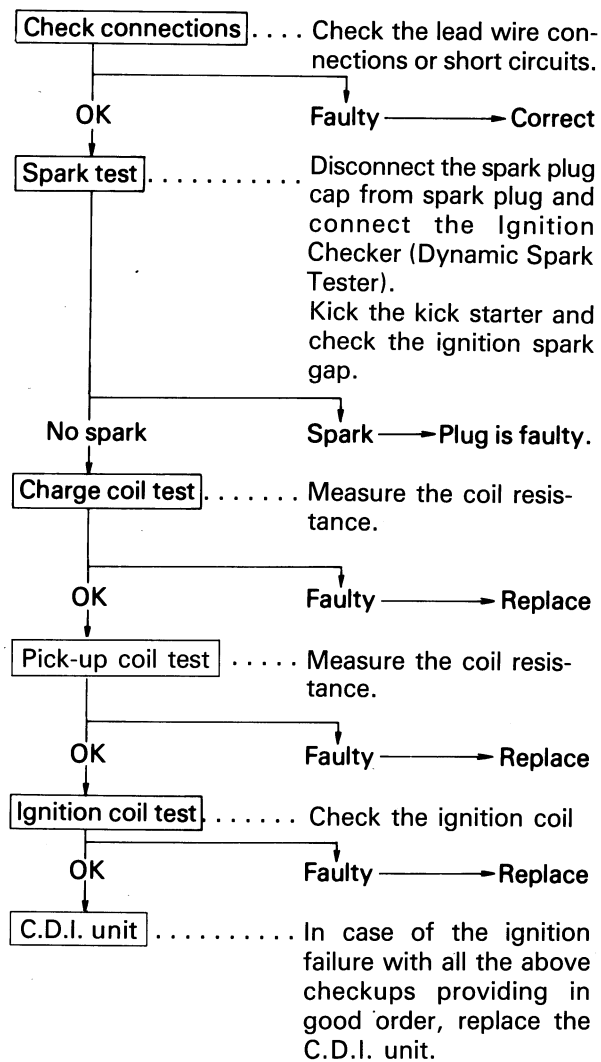 Check connections . . . . Check the lead wire con-
nections or short circuits.
OK Faulty Correct
Spark test . . . . . . . . . . . Disconnect the spark plug
cap from spark plug and
connect the Ignition
Checker (Dynamic Spark
Tester).
Kick the kick starter and
check the ignition spark
gap.
No spark Spark Plug is faulty.
Charge coil test . . . . . . . Measure the coil resis-
tance.
OK Faulty Replace
Pick-up coil test . . . . . Measure the coil resis-
tance.
OK Faulty Replace
Ignition coil test . . . . . . . Check the ignition coil
OK Faulty Replace
C.D.I. unit . . . . . . . . . . In case of the ignition
failure with all the above
checkups providing in
good order, replace the
C.D.I. unit.